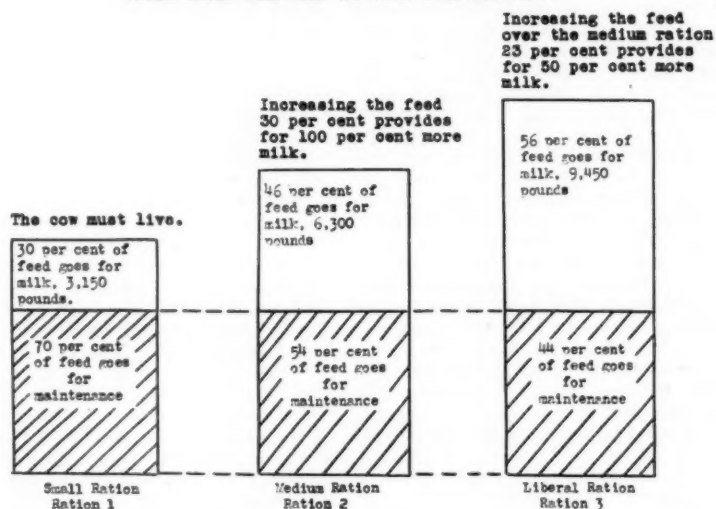 Increasing the feed
over the medium ration
23 per cent provides
for 50 per cent more
milk.
Increasing the feed
30 per cent provides
for 100 per cent more
milk.
The cow must live.
30 per cent of
feed goes for
milk, 3,150
pounds.
46 per cent of
feed goes for
milk, 6,300
pounds
56 per cent of
feed goes for
milk, 9,450
pounds
70 per cent
of feed goes
for
maintenance
54 per cent
of feed goes
for
maintenance
44 per cent
of feed goes
for
maintenance
Small Ration
Ration 1
Medium Ration
Ration 2
Liberal Ration
Ration 3